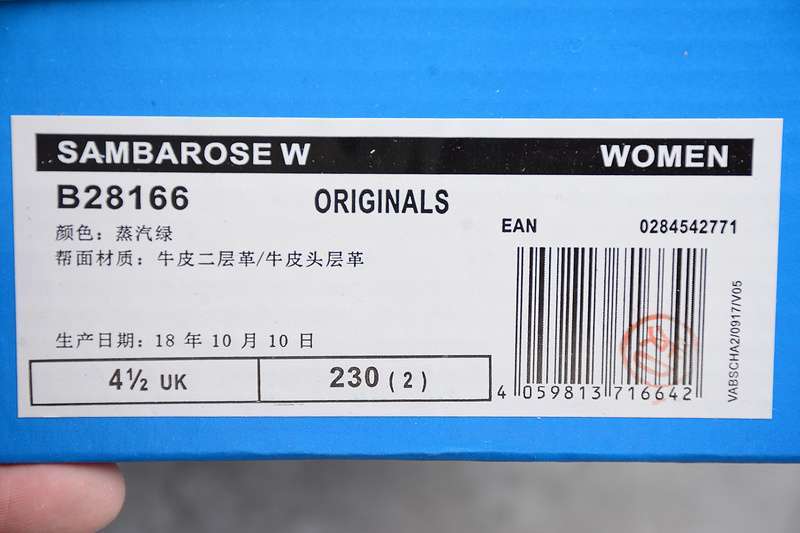 SAMBAROSE W WOMEN
B28166 ORIGINALS
EAN 0284542771
颜色：蒸汽绿
帮面材质：牛皮二层革/牛皮头层革
生产日期：18 年 10 月 10 日
4½ UK 230 (2)
4 059813 716642
VABSCHA2/0917/V05